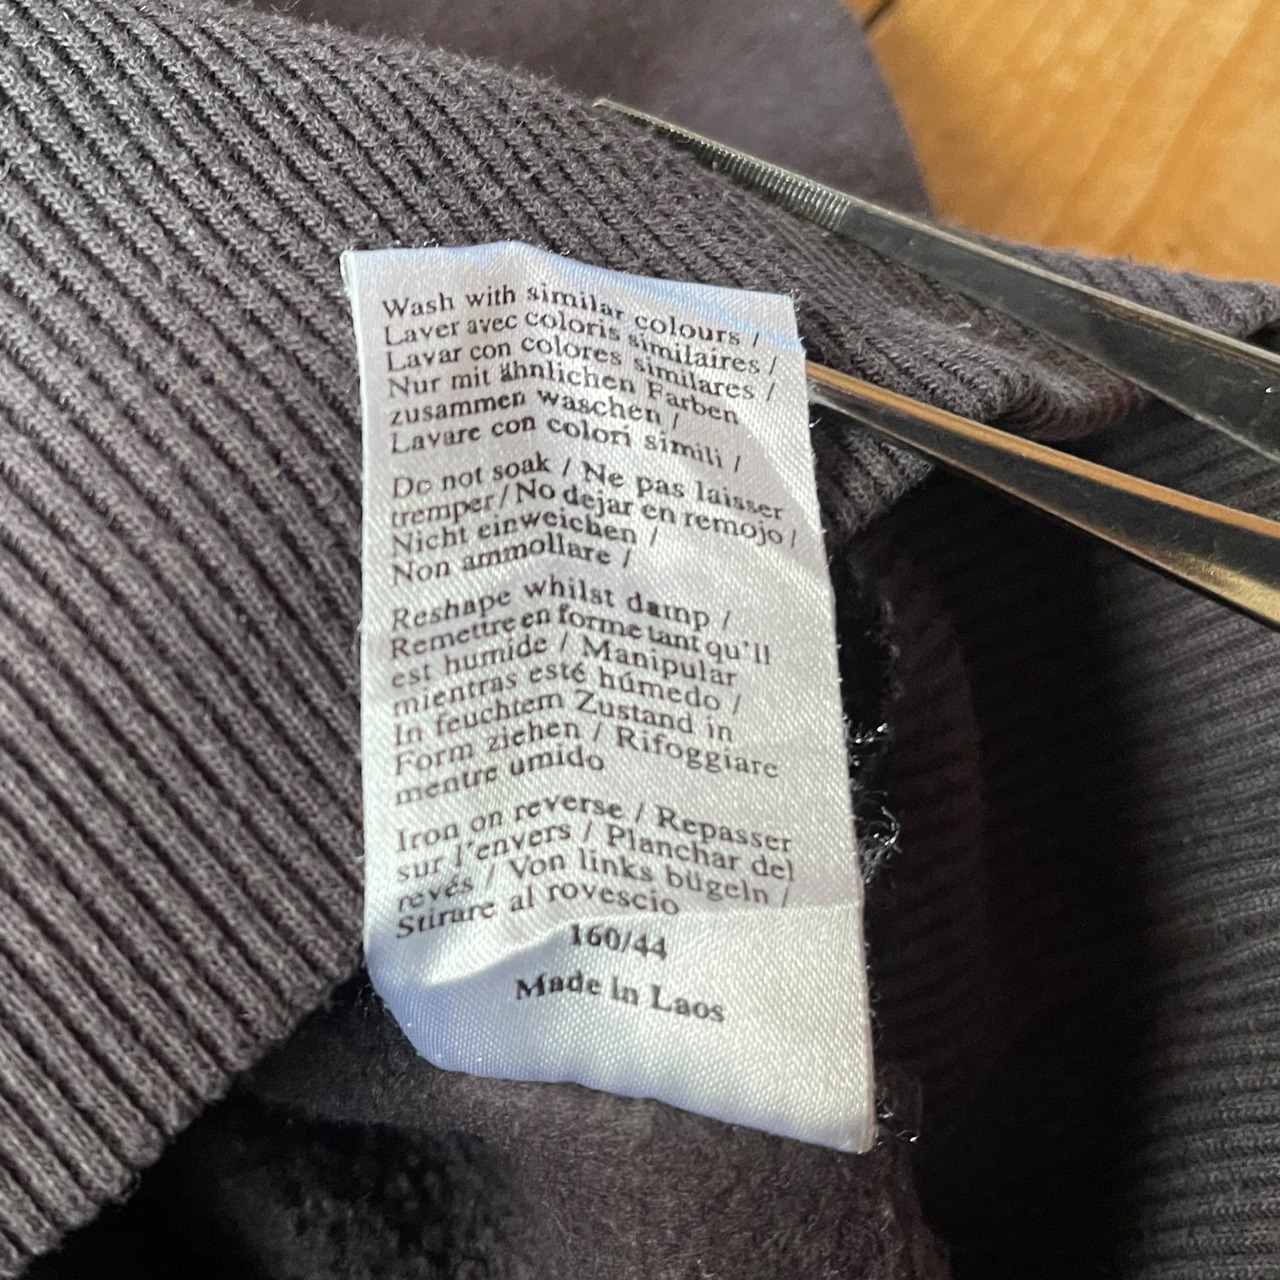 Wash with similar colours /
Laver avec coloris similaires /
Lavar con colores similares /
Nur mit ähnlichen Farben
zusammen waschen /
Lavare con colori simili /
Do not soak / Ne pas laisser
tremper / No dejar en remojo /
Nicht einweichen /
Non ammollare /
Reshape whilst damp /
Remettre en forme tant qu'll
est humide / Manipular
mientras esté húmedo /
In feuchtem Zustand in
Form ziehen / Rifoggiare
mentre umido
Iron on reverse / Repasser
sur l'envers / Planchar del
revés / Von links bügeln /
Stirare al rovescio
160/44
Made in Laos